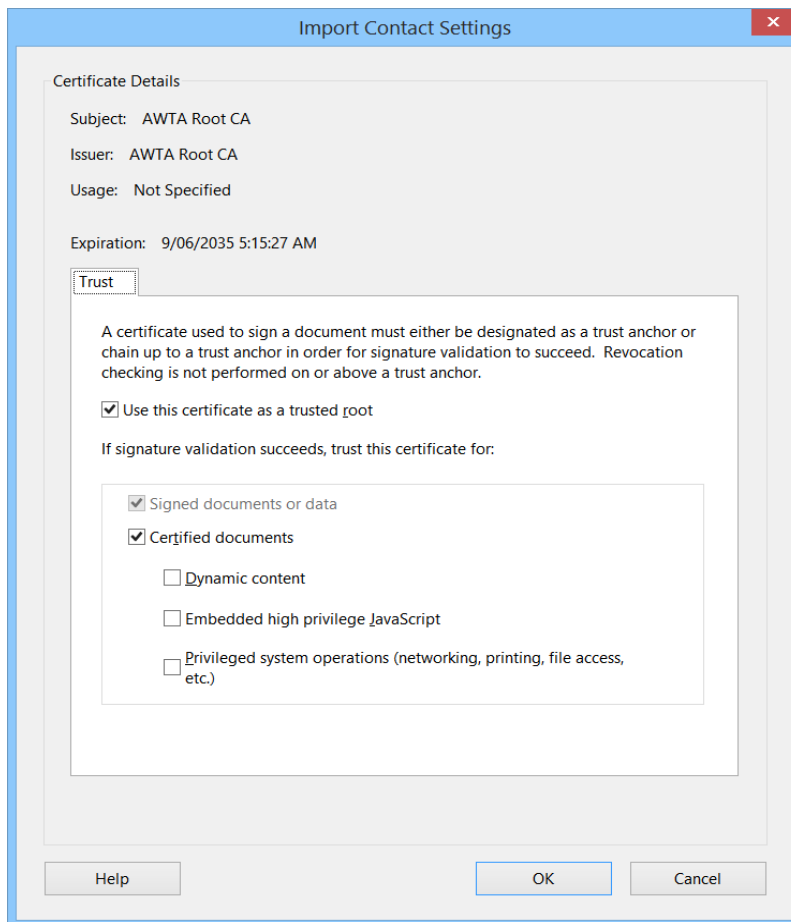 Import Contact Settings
Certificate Details
Subject: AWTA Root CA
Issuer: AWTA Root CA
Usage: Not Specified
Expiration: 9/06/2035 5:15:27 AM
Trust
A certificate used to sign a document must either be designated as a trust anchor or
chain up to a trust anchor in order for signature validation to succeed. Revocation
checking is not performed on or above a trust anchor.
Use this certificate as a trusted root
If signature validation succeeds, trust this certificate for:
Signed documents or data
Certified documents
Dynamic content
Embedded high privilege JavaScript
Privileged system operations (networking, printing, file access,
etc.)
Help
OK
Cancel